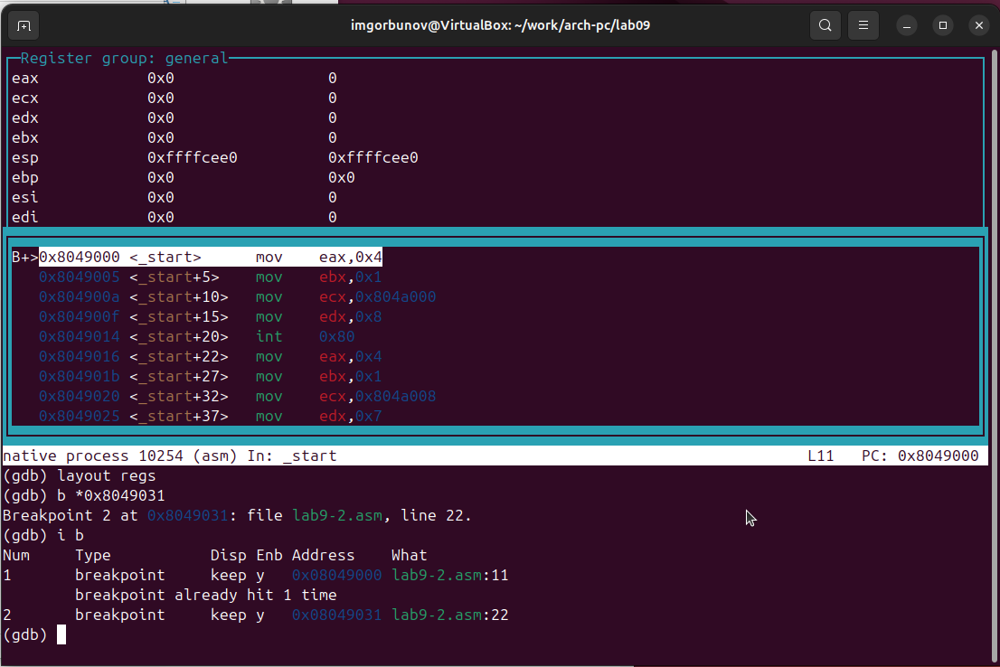 imgorbunov@VirtualBox: ~/work/arch-pc/lab09
Register group: general
eax 0x0 0
ecx 0x0 0
edx 0x0 0
ebx 0x0 0
esp 0xffffcee0 0xffffcee0
ebp 0x0 0x0
esi 0x0 0
edi 0x0 0
B+>0x8049000 <_start> mov eax,0x4
0x8049005 <_start+5> mov ebx,0x1
0x804900a <_start+10> mov ecx,0x804a000
0x804900f <_start+15> mov edx,0x8
0x8049014 <_start+20> int 0x80
0x8049016 <_start+22> mov eax,0x4
0x804901b <_start+27> mov ebx,0x1
0x8049020 <_start+32> mov ecx,0x804a008
0x8049025 <_start+37> mov edx,0x7
native process 10254 (asm) In: _start L11 PC: 0x8049000
(gdb) layout regs
(gdb) b *0x8049031
Breakpoint 2 at 0x8049031: file lab9-2.asm, line 22.
(gdb) i b
Num Type Disp Enb Address What
1 breakpoint keep y 0x08049000 lab9-2.asm:11
breakpoint already hit 1 time
2 breakpoint keep y 0x08049031 lab9-2.asm:22
(gdb)